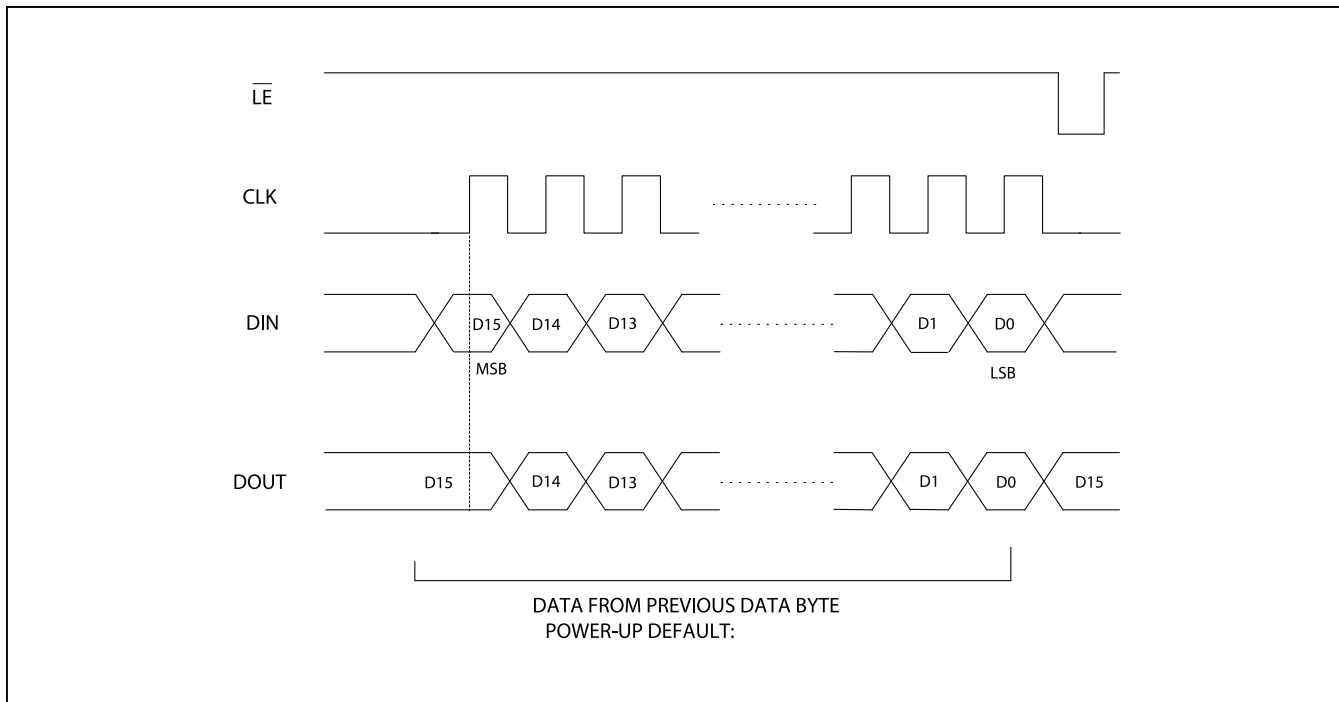 L̅E̅
CLK
DIN
D15 D14 D13 D1 D0
MSB LSB
DOUT
D15 D14 D13 D1 D0 D15
DATA FROM PREVIOUS DATA BYTE
POWER-UP DEFAULT: